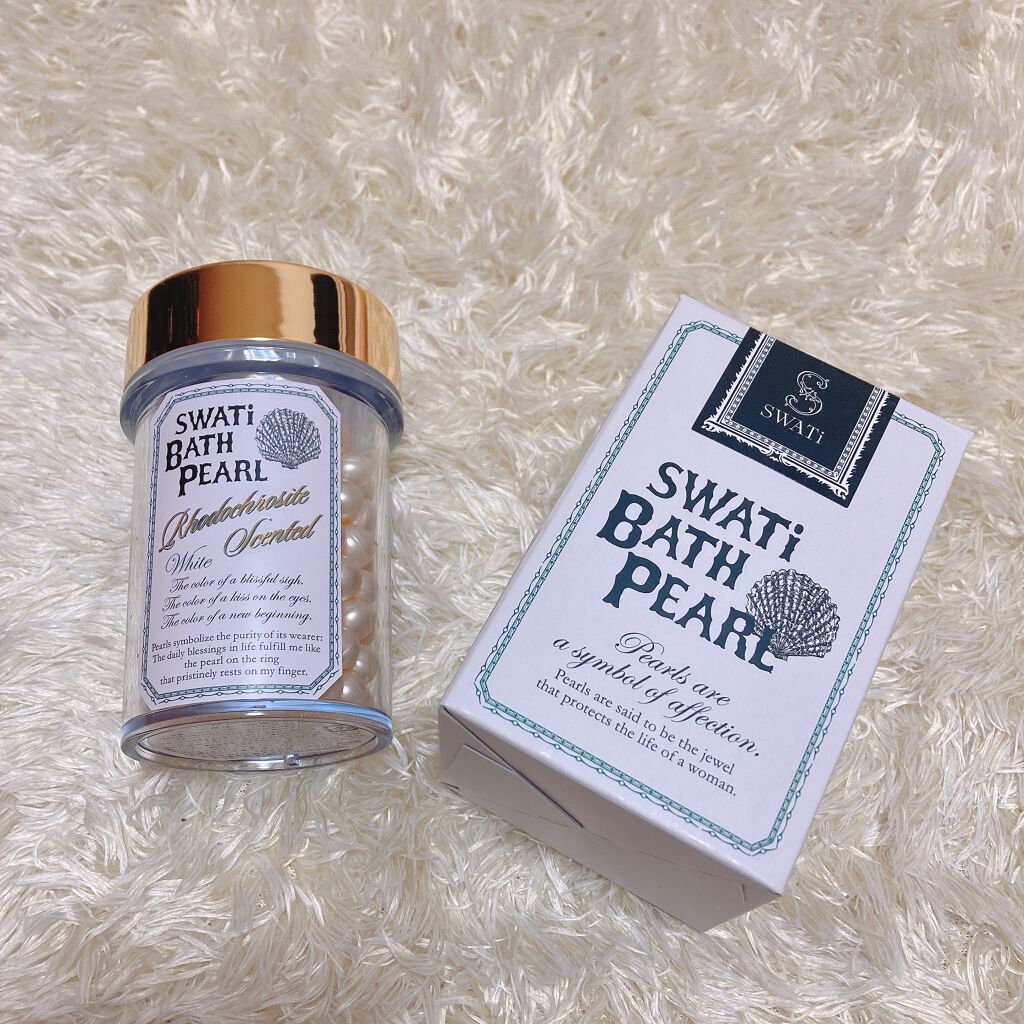 SWATi
BATH
PEARL
Rhodochrosite
Scented
White
The color of a blissful sigh.
The color of a kiss on the eyes.
The color of a new beginning.
Pearls symbolize the purity of its wearer:
The daily blessings in life fulfill me like
the pearl on the ring
that pristinely rests on my finger.
SWATi
SWATi
BATH
PEARL
Pearls are
a symbol of affection.
Pearls are said to be the jewel
that protects the life of a woman.